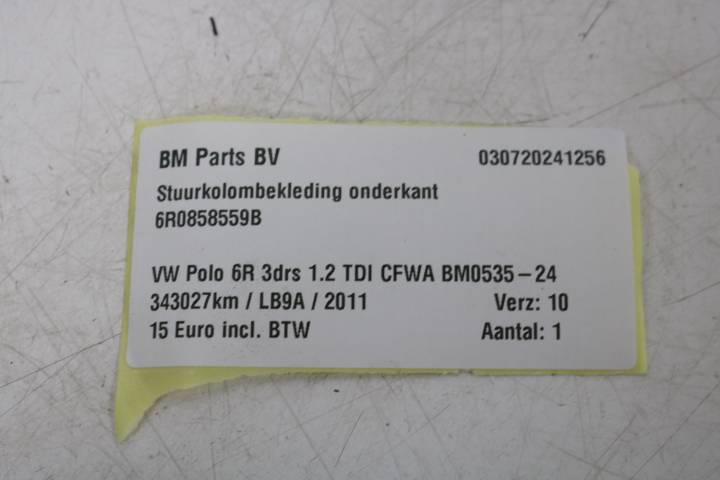 BM Parts BV 030720241256
Stuurkolombekleding onderkant
6R0858559B
VW Polo 6R 3drs 1.2 TDI CFWA BM0535-24
343027km / LB9A / 2011 Verz: 10
15 Euro incl. BTW Aantal: 1